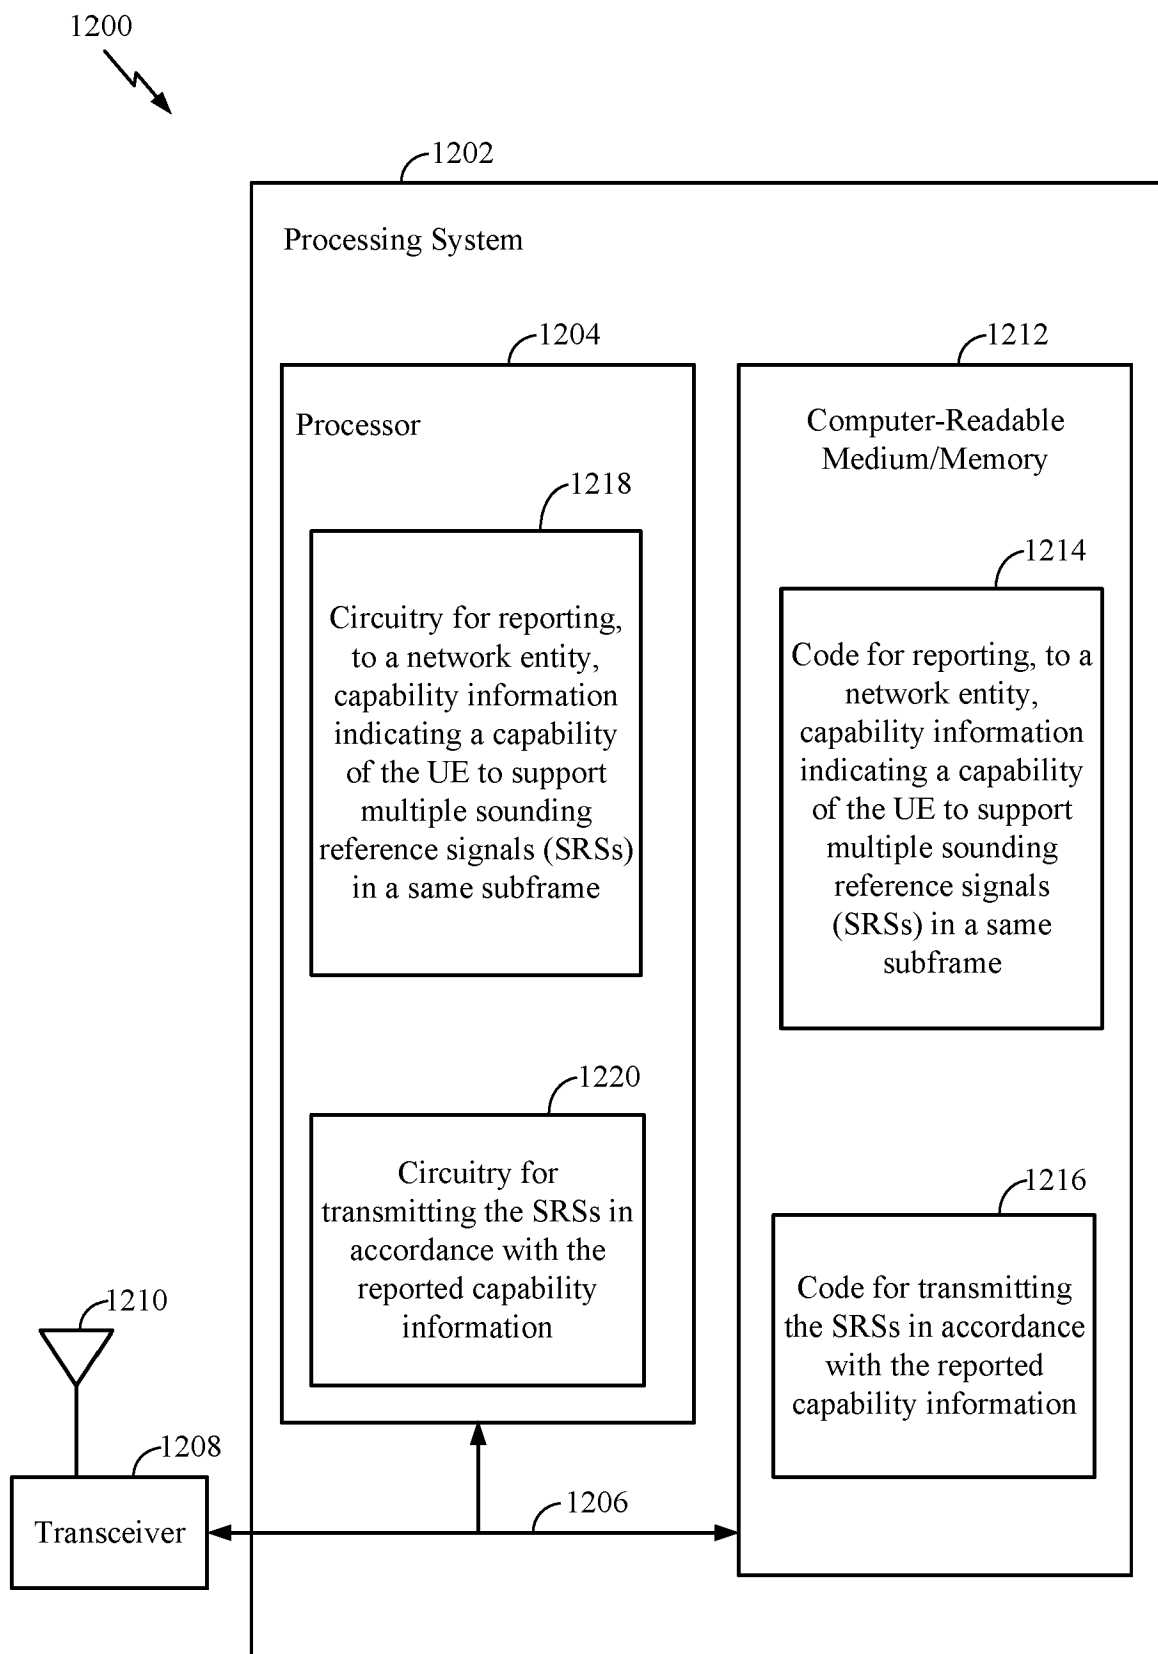 1200
1202
Processing System
1204
Processor
1218
Circuitry for reporting,
to a network entity,
capability information
indicating a capability
of the UE to support
multiple sounding
reference signals (SRSs)
in a same subframe
1220
Circuitry for
transmitting the SRSs in
accordance with the
reported capability
information
1212
Computer-Readable
Medium/Memory
1214
Code for reporting, to a
network entity,
capability information
indicating a capability
of the UE to support
multiple sounding
reference signals
(SRSs) in a same
subframe
1216
Code for transmitting
the SRSs in accordance
with the reported
capability information
1210
1208
Transceiver
1206